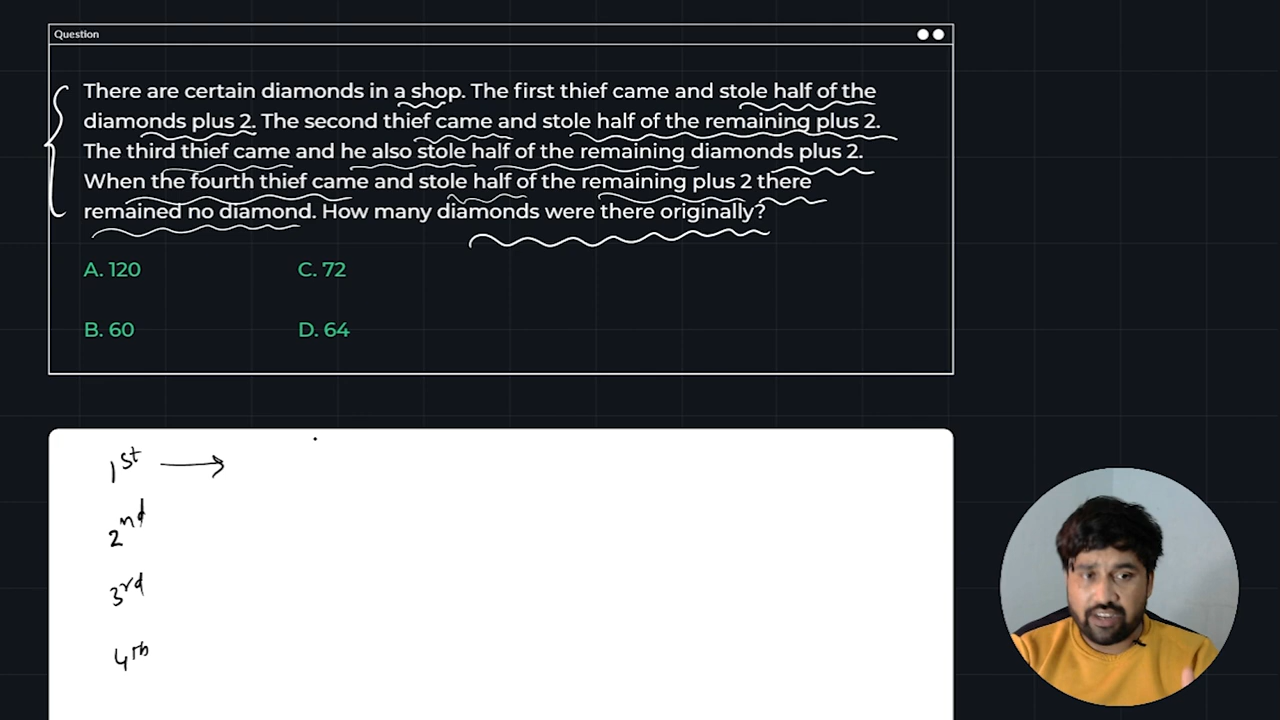 Question
There are certain diamonds in a shop. The first thief came and stole half of the
diamonds plus 2. The second thief came and stole half of the remaining plus 2.
The third thief came and he also stole half of the remaining diamonds plus 2.
When the fourth thief came and stole half of the remaining plus 2 there
remained no diamond. How many diamonds were there originally?
A. 120
C. 72
B. 60
D. 64
1st →
2nd
3rd
4th